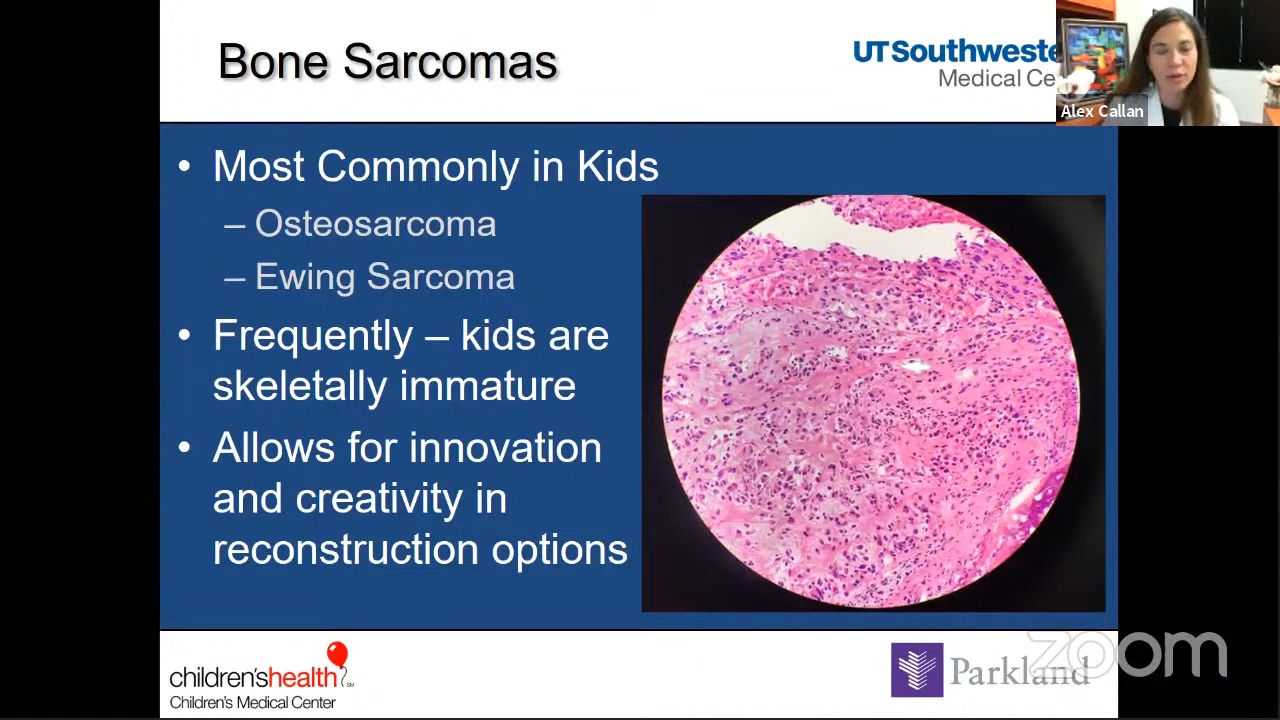 Bone Sarcomas
UTSouthweste
Medical Ce
Alex Callan
• Most Commonly in Kids
– Osteosarcoma
– Ewing Sarcoma
• Frequently – kids are
skeletally immature
• Allows for innovation
and creativity in
reconstruction options
children'shealth
Children's Medical Center
Parkland
zoom